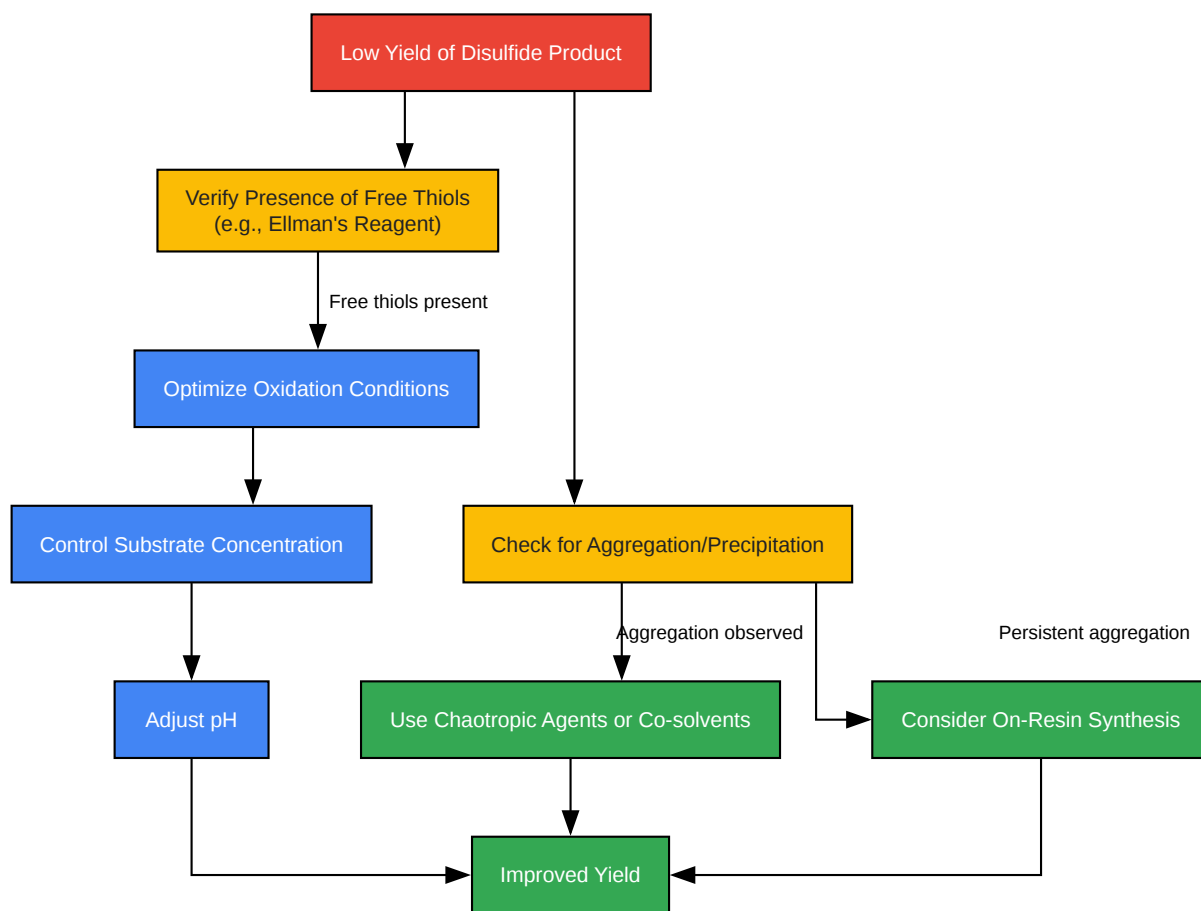 Low Yield of Disulfide Product
Verify Presence of Free Thiols
(e.g., Ellman's Reagent)
Free thiols present
Optimize Oxidation Conditions
Control Substrate Concentration
Check for Aggregation/Precipitation
Aggregation observed
Persistent aggregation
Adjust pH
Use Chaotropic Agents or Co-solvents
Consider On-Resin Synthesis
Improved Yield